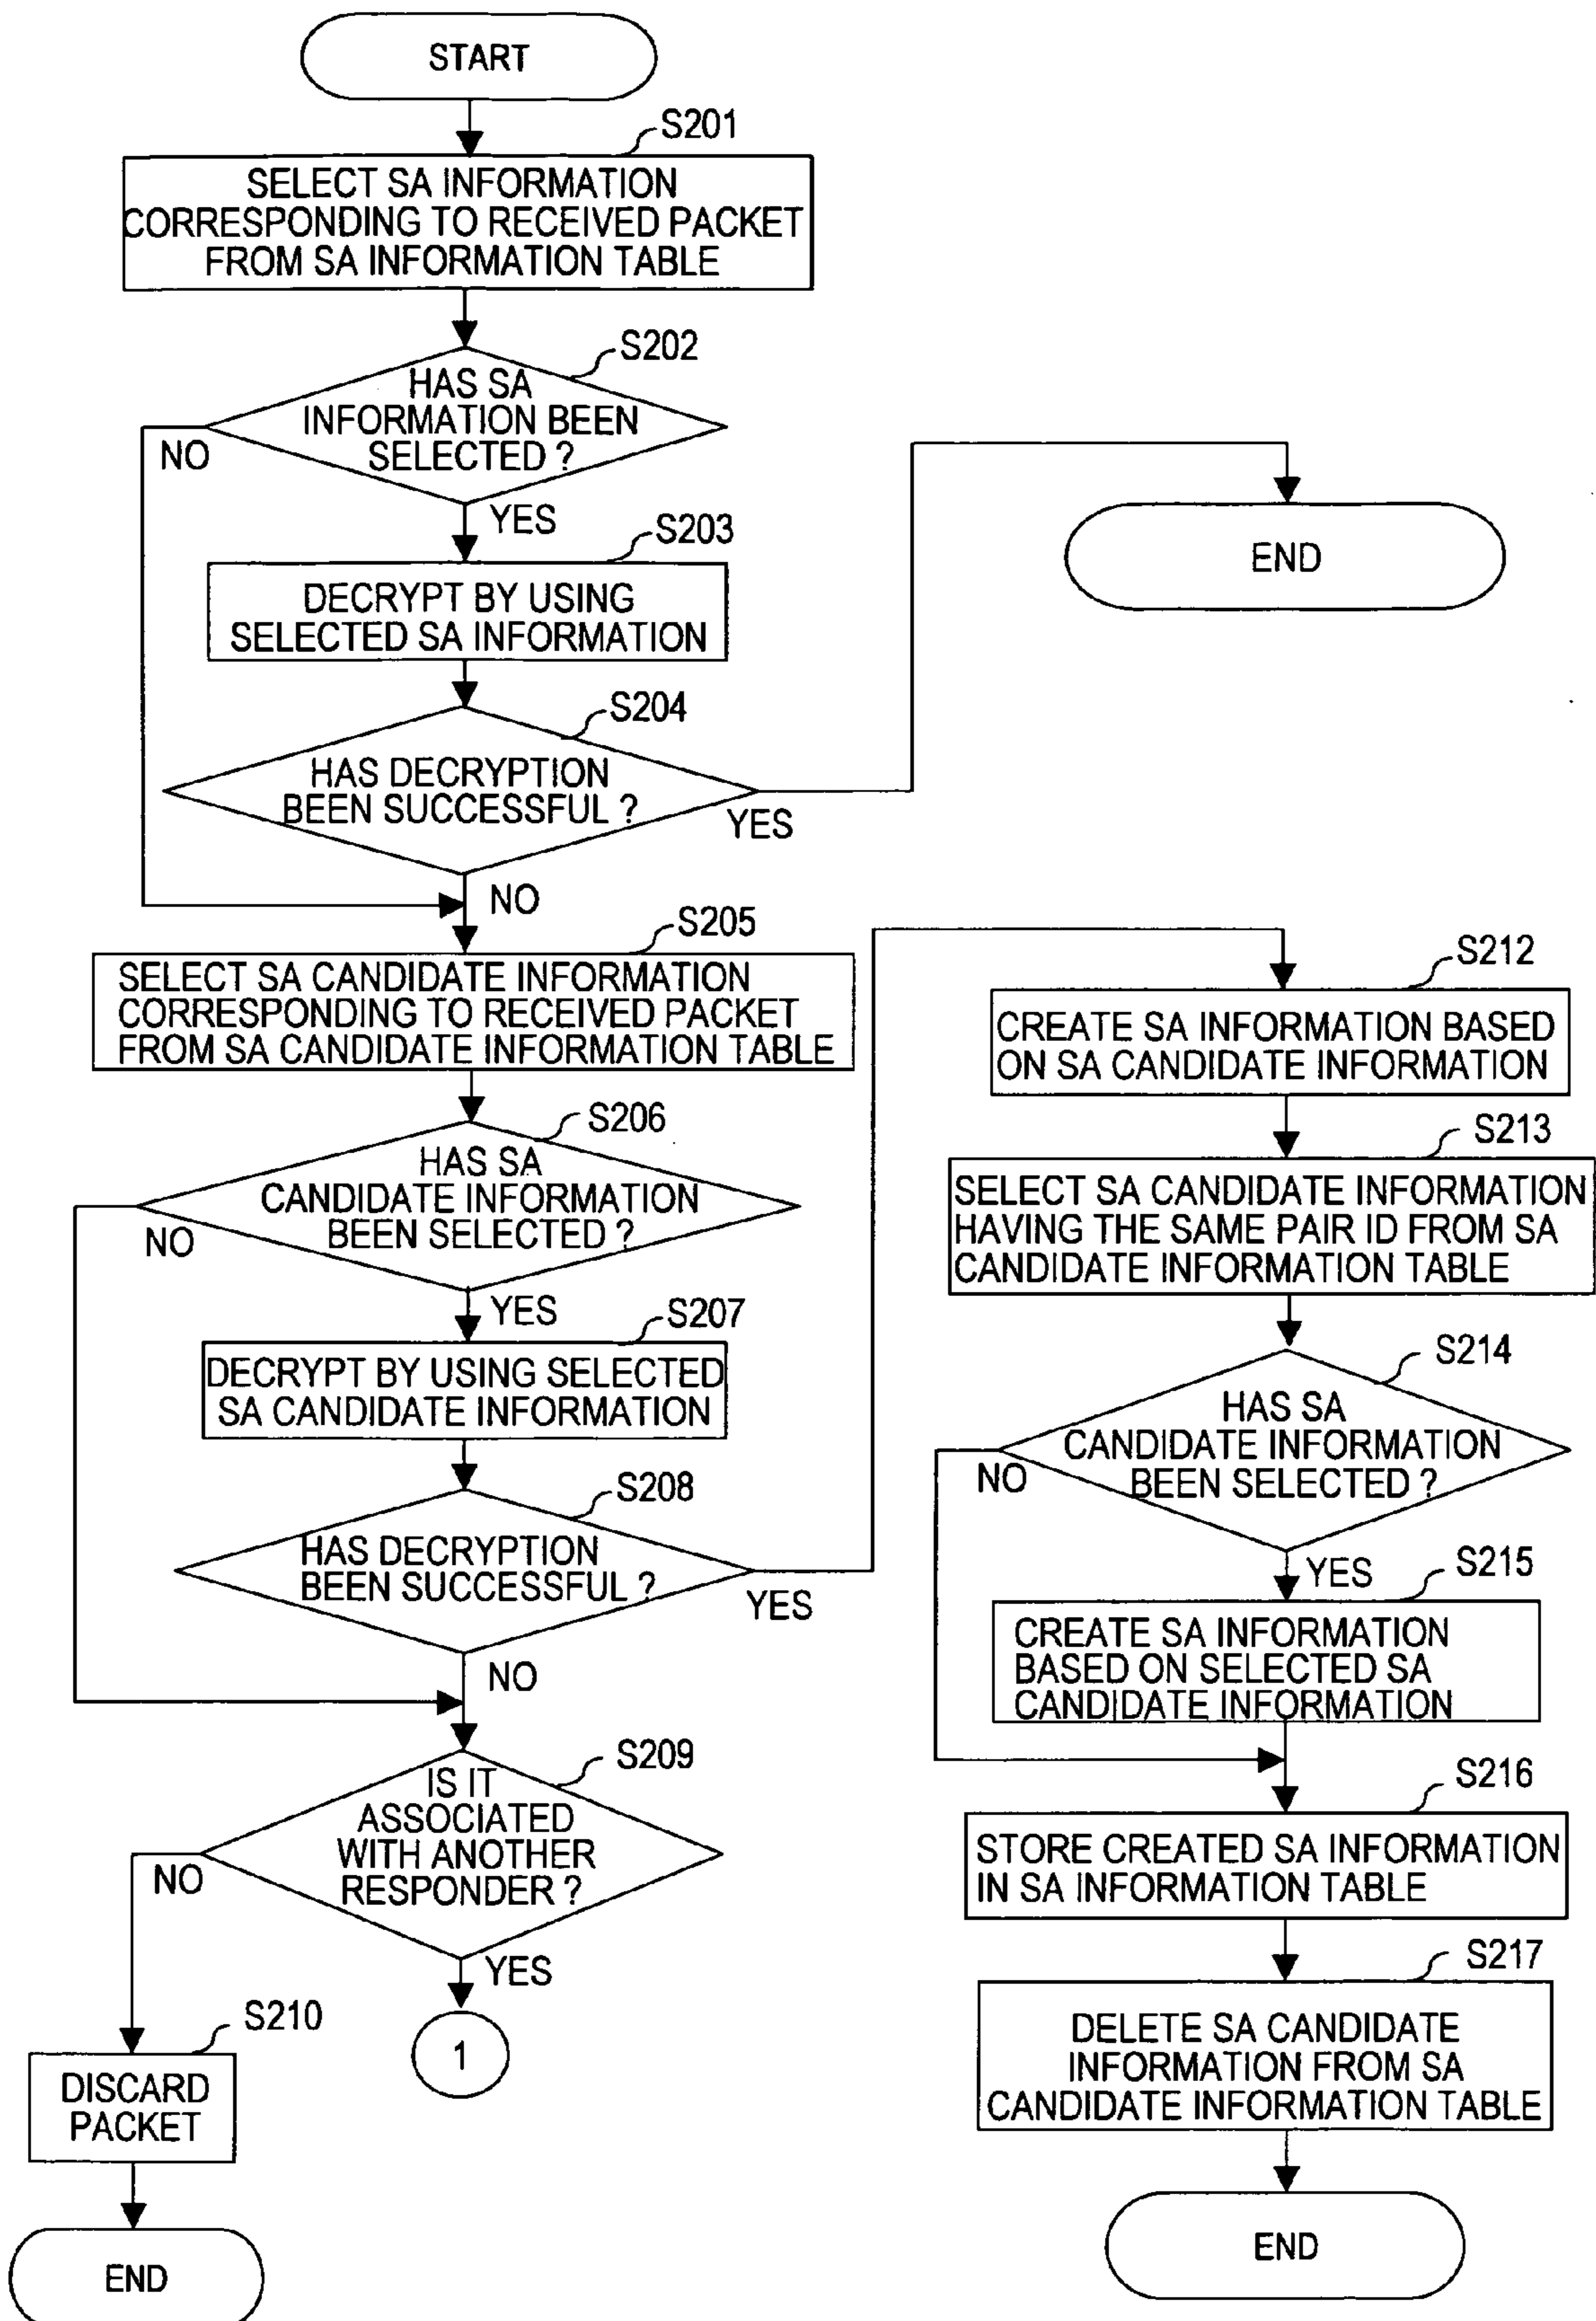 START
S201
SELECT SA INFORMATION
CORRESPONDING TO RECEIVED PACKET
FROM SA INFORMATION TABLE
S202
HAS SA
INFORMATION BEEN
SELECTED ?
NO
YES
S203
DECRYPT BY USING
SELECTED SA INFORMATION
S204
HAS DECRYPTION
BEEN SUCCESSFUL ?
YES
END
NO
S205
SELECT SA CANDIDATE INFORMATION
CORRESPONDING TO RECEIVED PACKET
FROM SA CANDIDATE INFORMATION TABLE
S206
HAS SA
CANDIDATE INFORMATION
BEEN SELECTED ?
NO
YES
S207
DECRYPT BY USING SELECTED
SA CANDIDATE INFORMATION
S208
HAS DECRYPTION
BEEN SUCCESSFUL ?
YES
NO
S209
IS IT
ASSOCIATED
WITH ANOTHER
RESPONDER ?
NO
YES
1
S210
DISCARD
PACKET
END
S212
CREATE SA INFORMATION BASED
ON SA CANDIDATE INFORMATION
S213
SELECT SA CANDIDATE INFORMATION
HAVING THE SAME PAIR ID FROM SA
CANDIDATE INFORMATION TABLE
S214
HAS SA
CANDIDATE INFORMATION
BEEN SELECTED ?
NO
YES
S215
CREATE SA INFORMATION
BASED ON SELECTED SA
CANDIDATE INFORMATION
S216
STORE CREATED SA INFORMATION
IN SA INFORMATION TABLE
S217
DELETE SA CANDIDATE
INFORMATION FROM SA
CANDIDATE INFORMATION TABLE
END